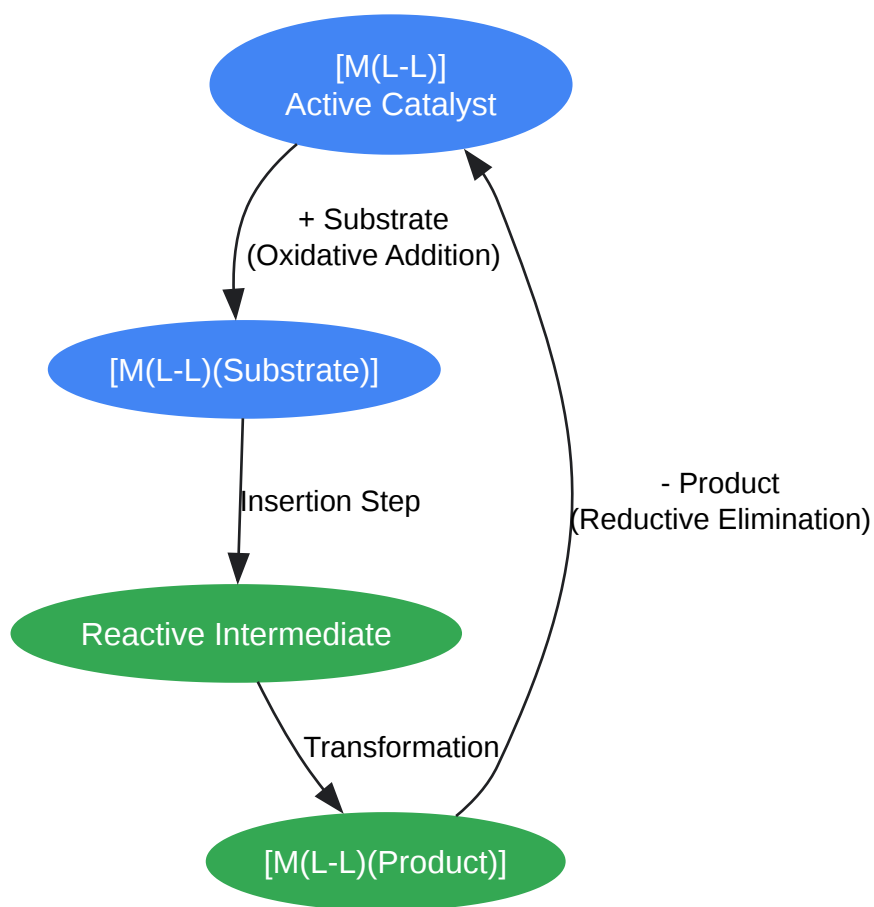 [M(L-L)]
Active Catalyst
+ Substrate
(Oxidative Addition)
[M(L-L)(Substrate)]
Insertion Step
- Product
(Reductive Elimination)
Reactive Intermediate
Transformation
[M(L-L)(Product)]